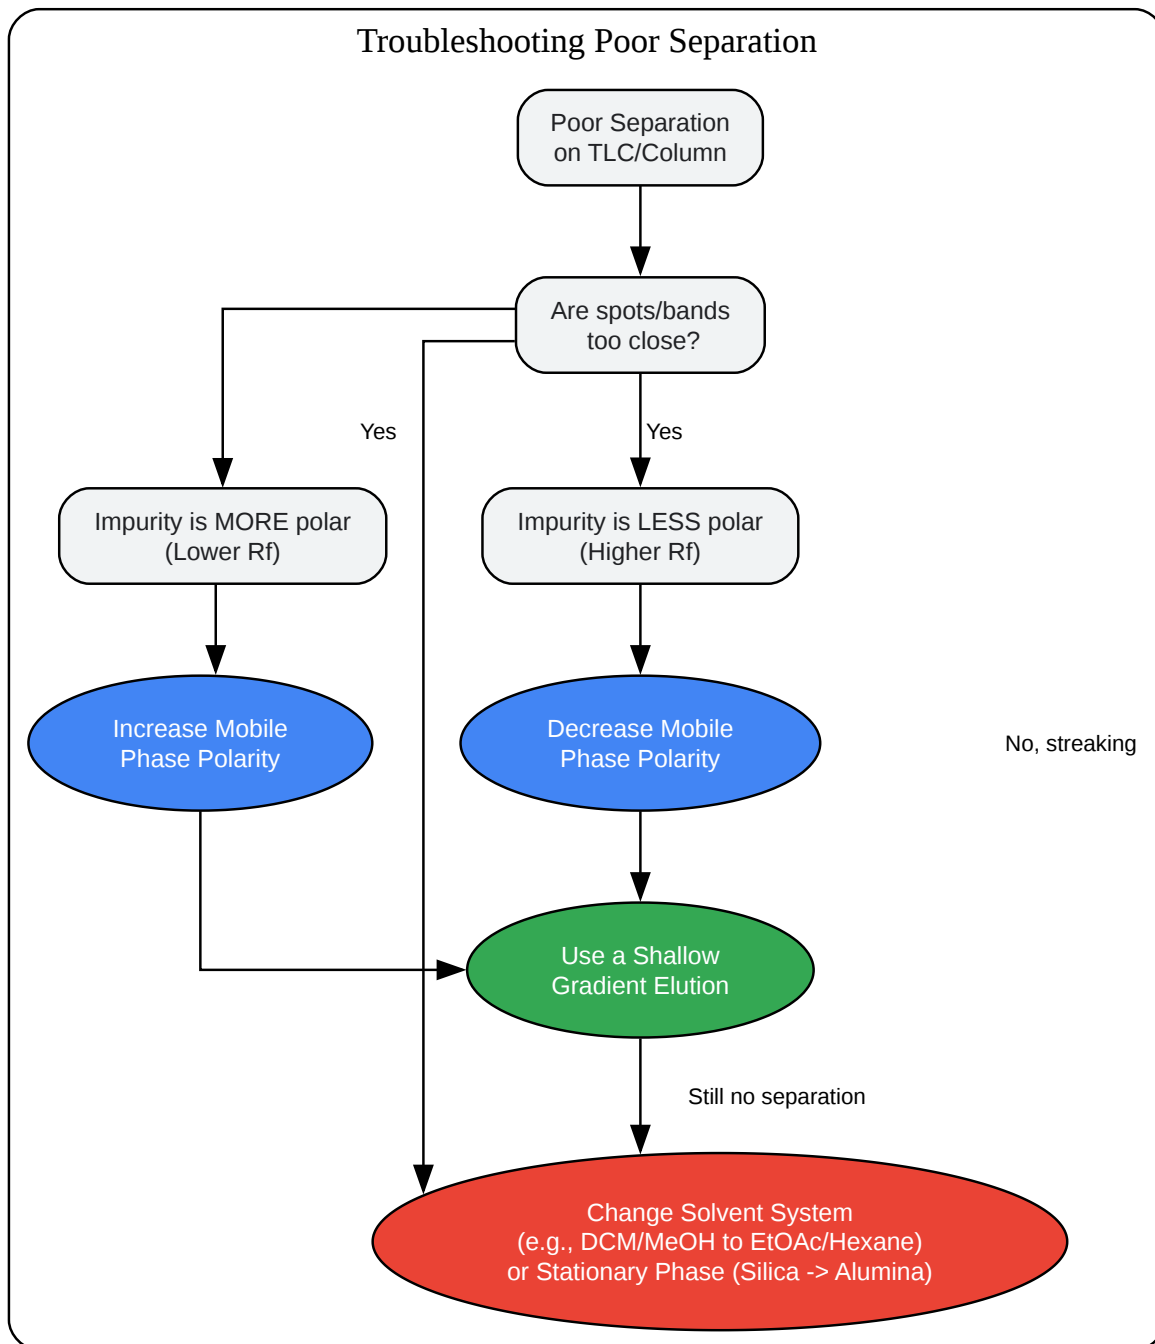 Troubleshooting Poor Separation
Poor Separation
on TLC/Column
Are spots/bands
too close?
Yes
Yes
Impurity is MORE polar
(Lower Rf)
Impurity is LESS polar
(Higher Rf)
Increase Mobile
Phase Polarity
Decrease Mobile
Phase Polarity
No, streaking
Use a Shallow
Gradient Elution
Still no separation
Change Solvent System
(e.g., DCM/MeOH to EtOAc/Hexane)
or Stationary Phase (Silica -> Alumina)